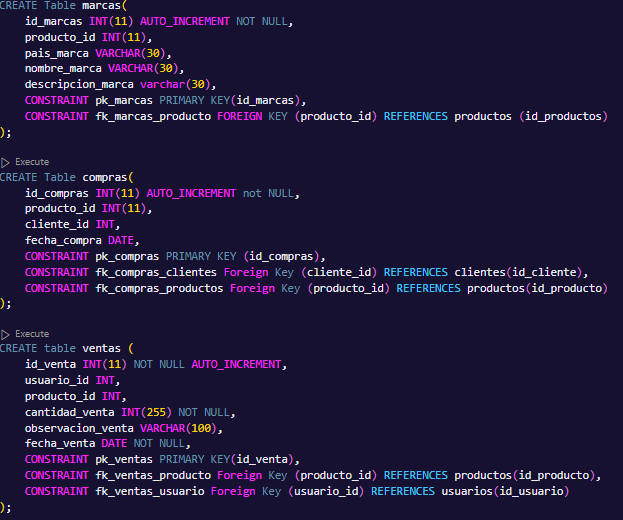 CREATE Table marcas(
id_marcas INT(11) AUTO_INCREMENT NOT NULL,
producto_id INT(11),
pais_marca VARCHAR(30),
nombre_marca VARCHAR(30),
descripcion_marca varchar(30),
CONSTRAINT pk_marcas PRIMARY KEY(id_marcas),
CONSTRAINT fk_marcas_producto FOREIGN KEY (producto_id) REFERENCES productos (id_productos)
);
Execute
CREATE Table compras(
id_compras INT(11) AUTO_INCREMENT not NULL,
producto_id INT(11),
cliente_id INT,
fecha_compra DATE,
CONSTRAINT pk_compras PRIMARY KEY (id_compras),
CONSTRAINT fk_compras_clientes Foreign Key (cliente_id) REFERENCES clientes(id_cliente),
CONSTRAINT fk_compras_productos Foreign Key (producto_id) REFERENCES productos(id_producto)
);
Execute
CREATE table ventas (
id_venta INT(11) NOT NULL AUTO_INCREMENT,
usuario_id INT,
producto_id INT,
cantidad_venta INT(255) NOT NULL,
observacion_venta VARCHAR(100),
fecha_venta DATE NOT NULL,
CONSTRAINT pk_ventas PRIMARY KEY(id_venta),
CONSTRAINT fk_ventas_producto Foreign Key (producto_id) REFERENCES productos(id_producto),
CONSTRAINT fk_ventas_usuario Foreign Key (usuario_id) REFERENCES usuarios(id_usuario)
);